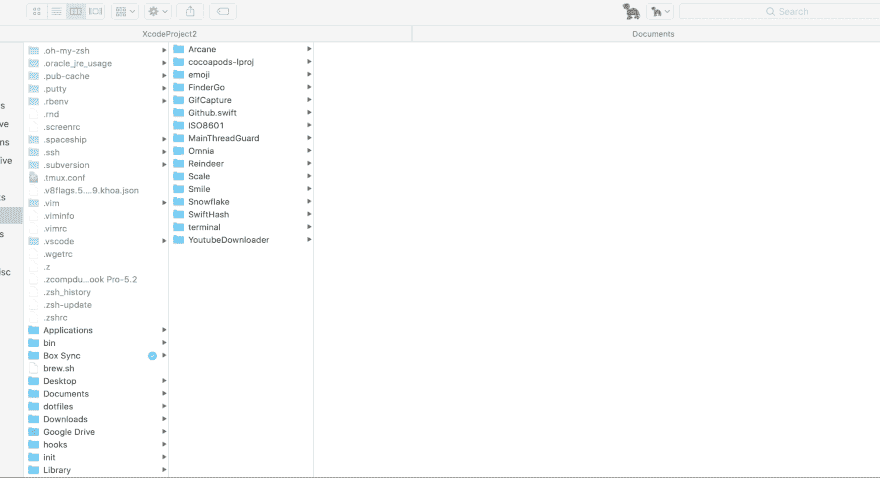 Search
XcodeProject2
Documents
s
ve
ns
ive
ts
s
isc
.oh-my-zsh
.oracle_jre_usage
.pub-cache
.putty
.rbenv
.rnd
.screenrc
.spaceship
.ssh
.subversion
.tmux.conf
.v8flags.5....9.khoa.json
.vim
.viminfo
.vimrc
.vscode
.wgetrc
.z
.zcompdu...ook Pro-5.2
.zsh_history
.zsh-update
.zshrc
Applications
bin
Box Sync
brew.sh
Desktop
Documents
dotfiles
Downloads
Google Drive
hooks
init
Library
Arcane
cocoapods-lproj
emoji
FinderGo
GifCapture
Github.swift
ISO8601
MainThreadGuard
Omnia
Reindeer
Scale
Smile
Snowflake
SwiftHash
terminal
YoutubeDownloader